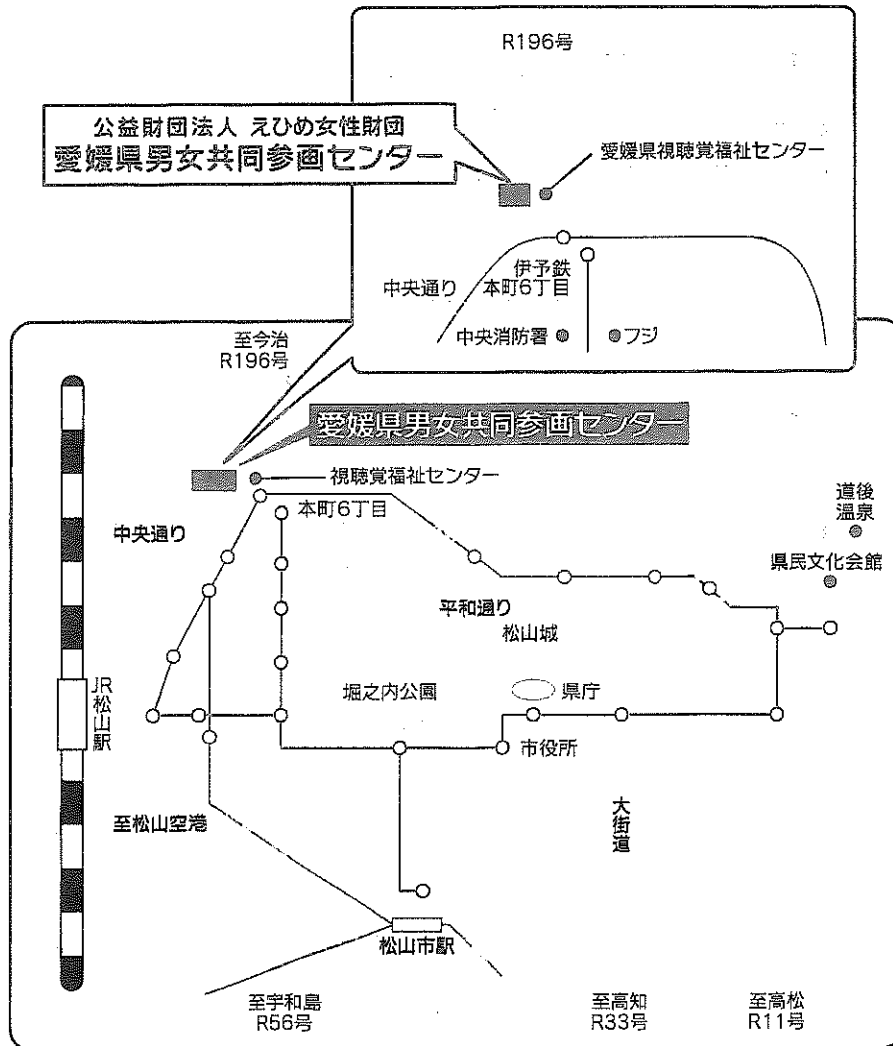 R196号
公益財団法人 えひめ女性財団
愛媛県男女共同参画センター
愛媛県視聴覚福祉センター
伊予鉄
中央通り 本町6丁目
中央消防署 フジ
至今治
R196号
愛媛県男女共同参画センター
視聴覚福祉センター
本町6丁目
中央通り
道後
温泉
県民文化会館
平和通り
松山城
JR松山駅
堀之内公園
県庁
市役所
至松山空港
大街道
松山市駅
至宇和島
R56号
至高知
R33号
至高松
R11号